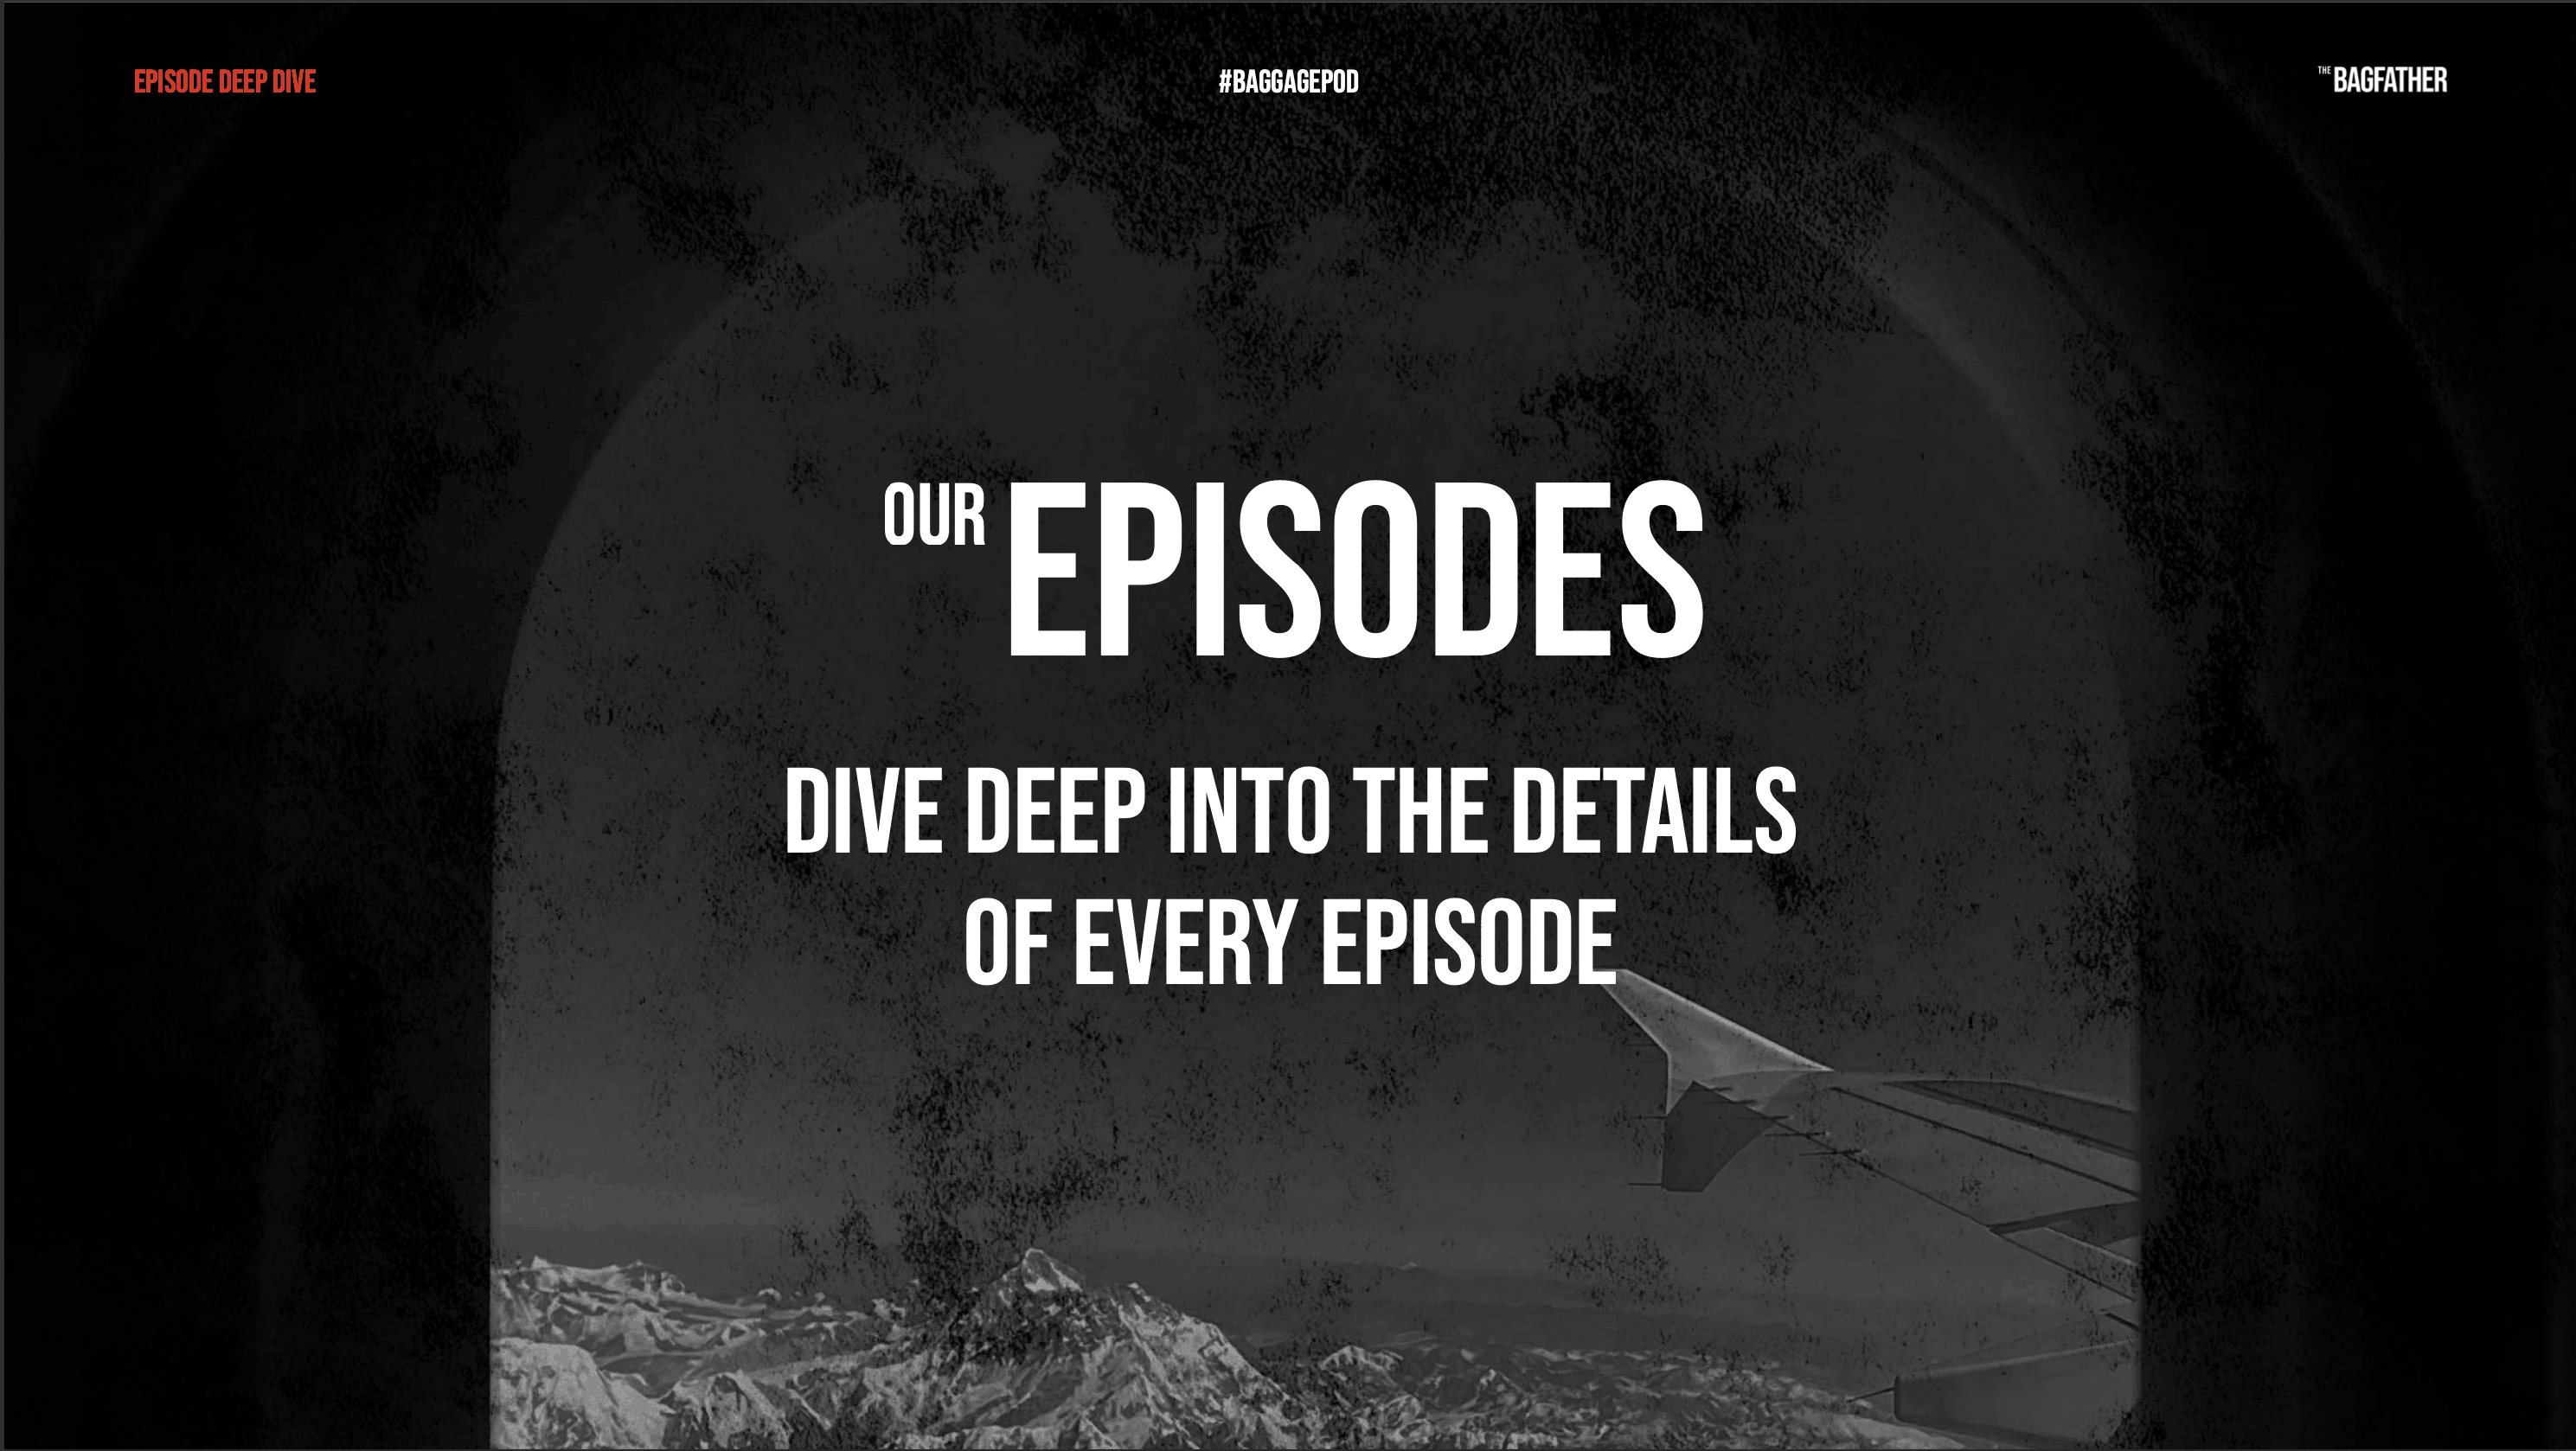 EPISODE DEEP DIVE
#BAGGAGEPOD
THE BAGFATHER
OUR EPISODES
DIVE DEEP INTO THE DETAILS
OF EVERY EPISODE